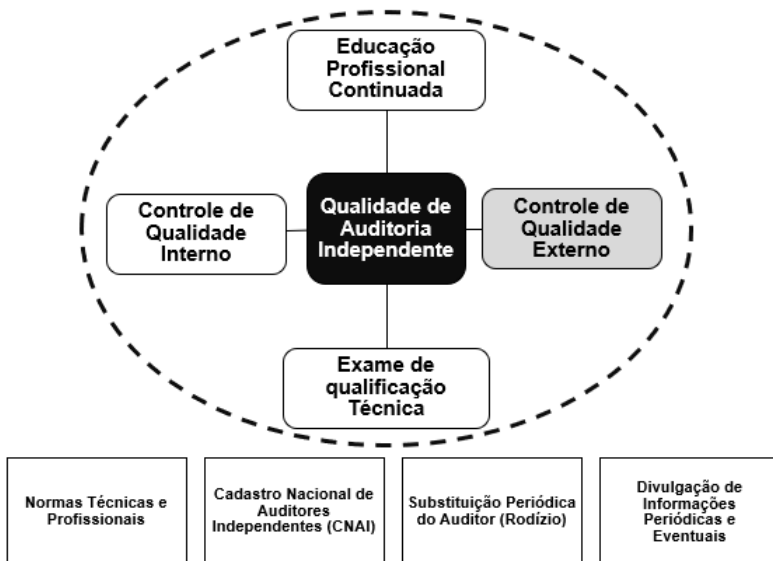 Educação
Profissional
Continuada
Controle de
Qualidade
Interno
Qualidade de
Auditoria
Independente
Controle de
Qualidade
Externo
Exame de
qualificação
Técnica
Normas Técnicas e
Profissionais
Cadastro Nacional de
Auditores
Independentes (CNAI)
Substituição Periódica
do Auditor (Rodízio)
Divulgação de
Informações
Periódicas e
Eventuais